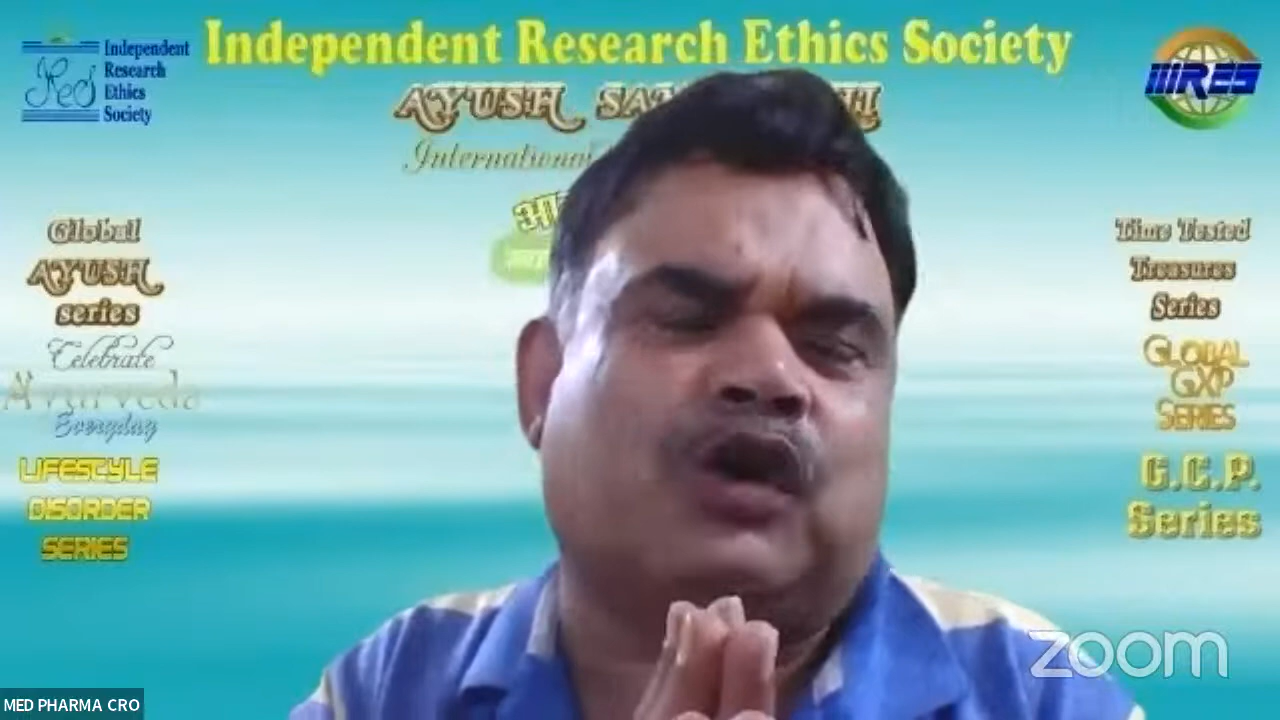 Independent
Research
Ethics
Society
Independent Research Ethics Society
IIIRES
AYUSH
International
Global
AYUSH
series
Celebrate
Ayurveda
Everyday
LIFESTYLE
DISORDER
SERIES
Time Tested
Treasures
Series
GLOBAL
GXP
SERIES
G.C.P.
Series
zoom
MED PHARMA CRO